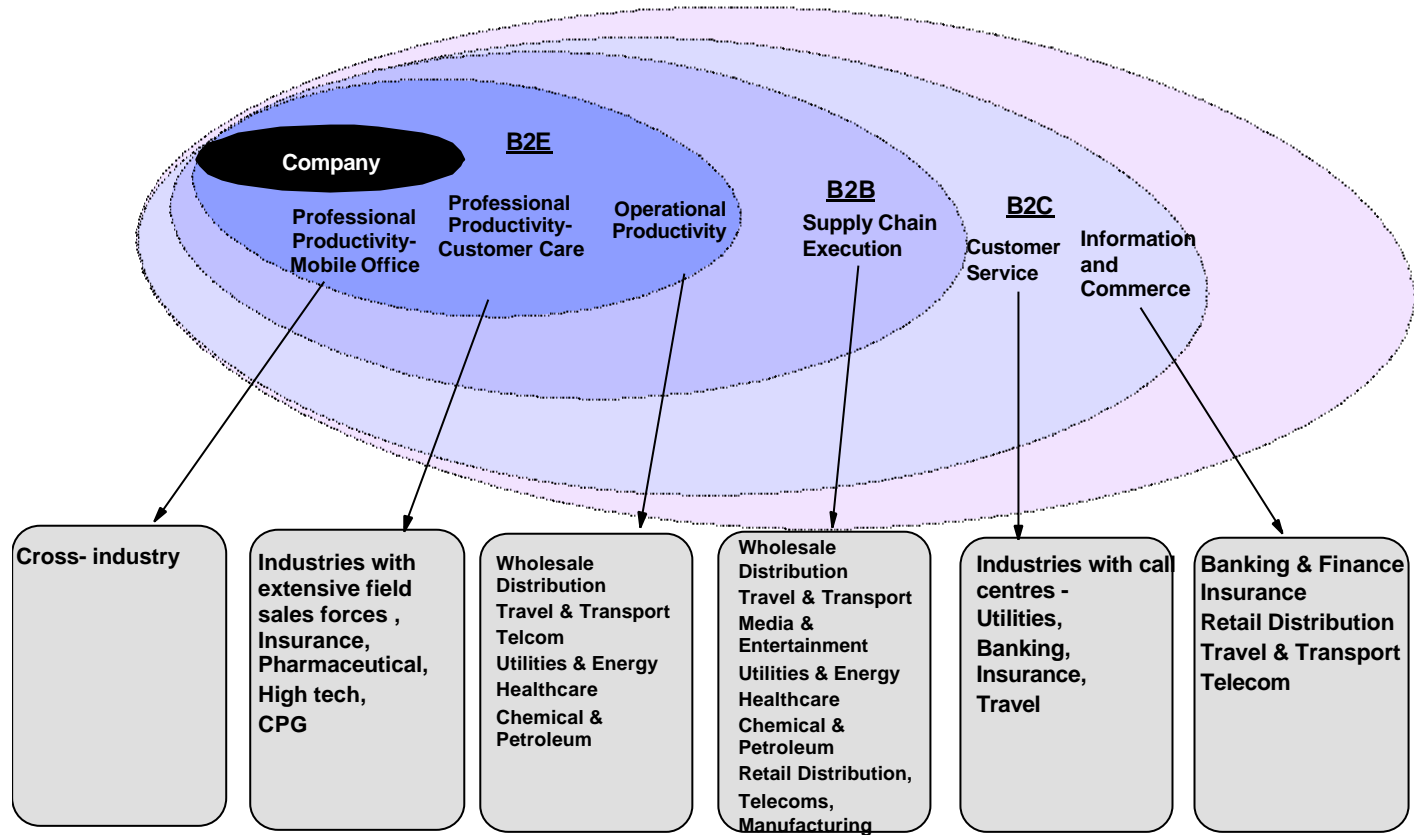 Company
B2E
Professional
Productivity-
Mobile Office
Professional
Productivity-
Customer Care
Operational
Productivity
B2B
Supply Chain
Execution
B2C
Customer
Service
Information
and
Commerce
Cross- industry
Industries with
extensive field
sales forces ,
Insurance,
Pharmaceutical,
High tech,
CPG
Wholesale
Distribution
Travel & Transport
Telcom
Utilities & Energy
Healthcare
Chemical &
Petroleum
Wholesale
Distribution
Travel & Transport
Media &
Entertainment
Utilities & Energy
Healthcare
Chemical &
Petroleum
Retail Distribution,
Telecoms,
Manufacturing
Industries with call
centres -
Utilities,
Banking,
Insurance,
Travel
Banking & Finance
Insurance
Retail Distribution
Travel & Transport
Telecom